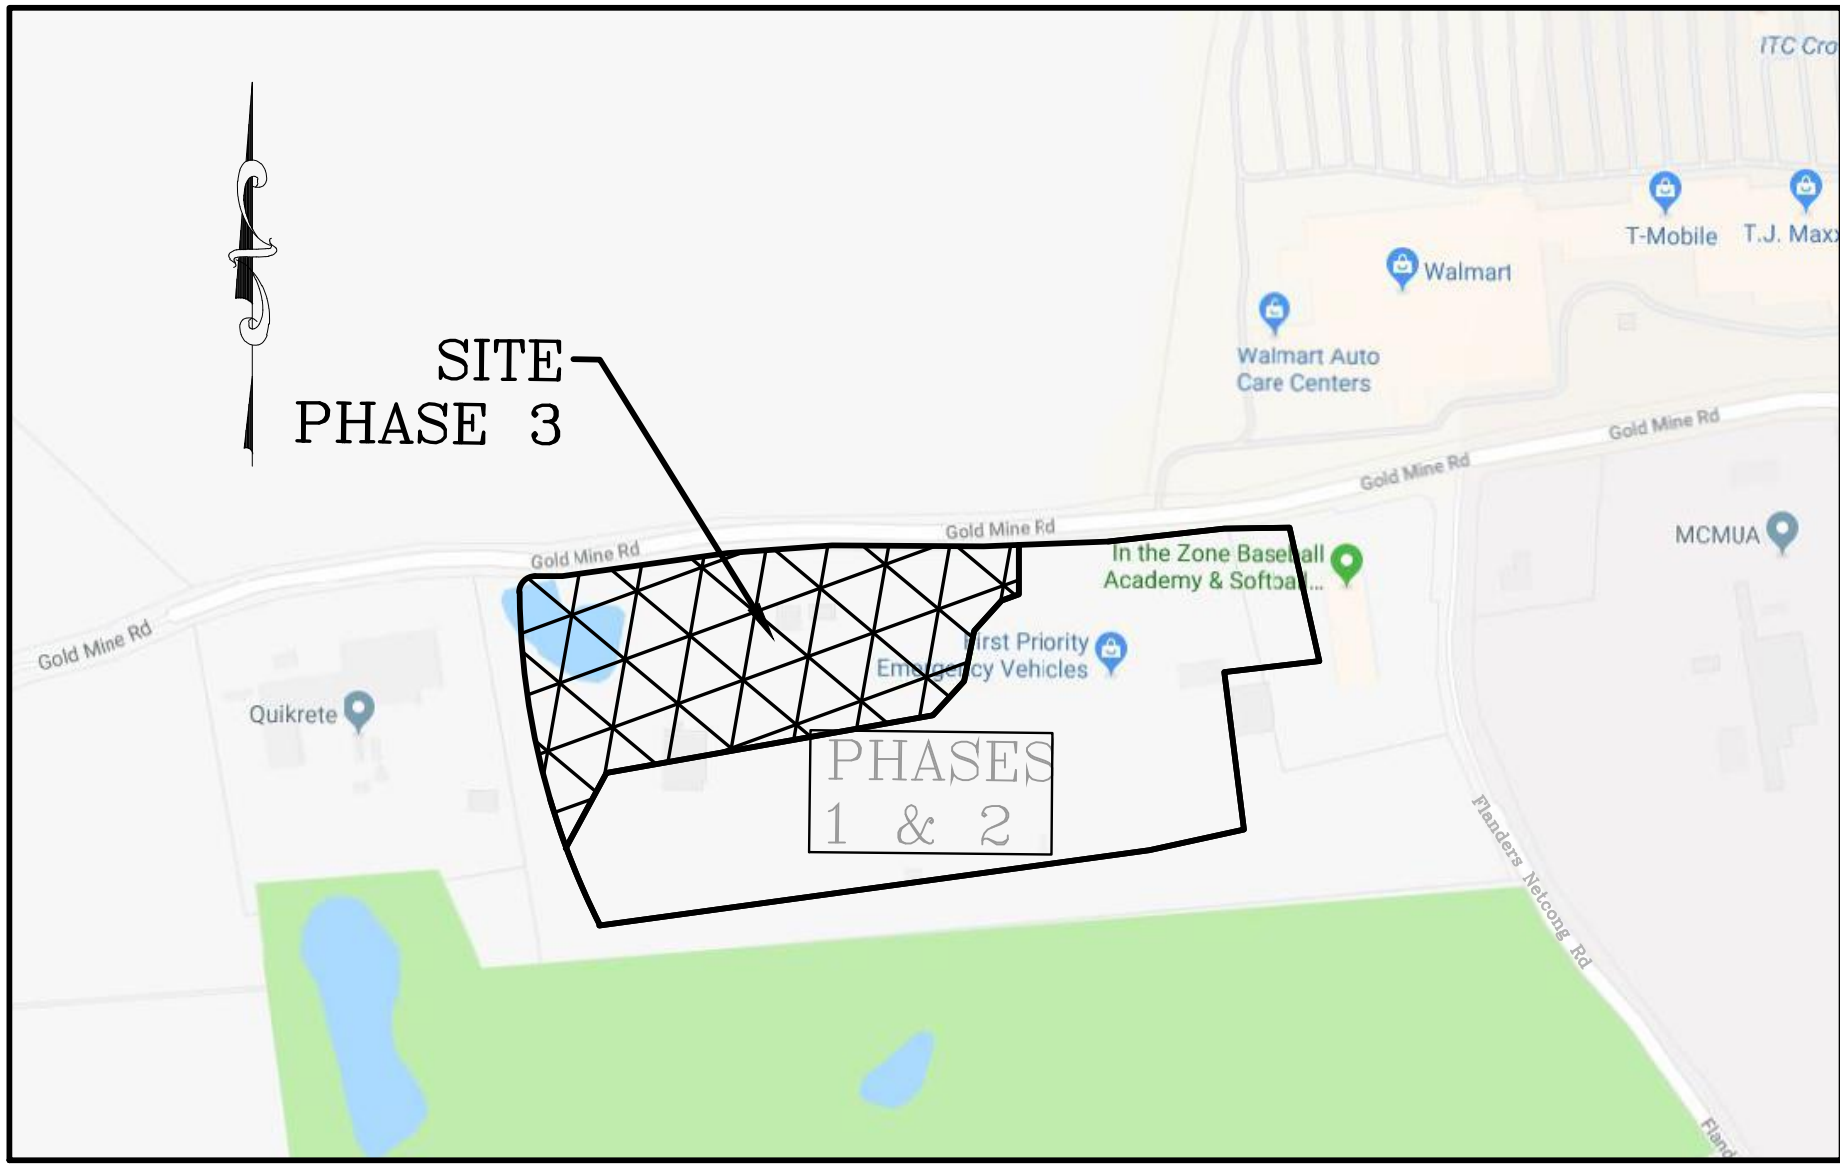 ITC Cro
T-Mobile
T.J. Maxx
Walmart
Walmart Auto
Care Centers
SITE
PHASE 3
Gold Mine Rd
Gold Mine Rd
Gold Mine Rd
Gold Mine Rd
Gold Mine Rd
MCMUA
In the Zone Baseball
Academy & Softbal...
First Priority
Emergency Vehicles
Quikrete
PHASES
1 & 2
Flanders Netcong Rd
Fland